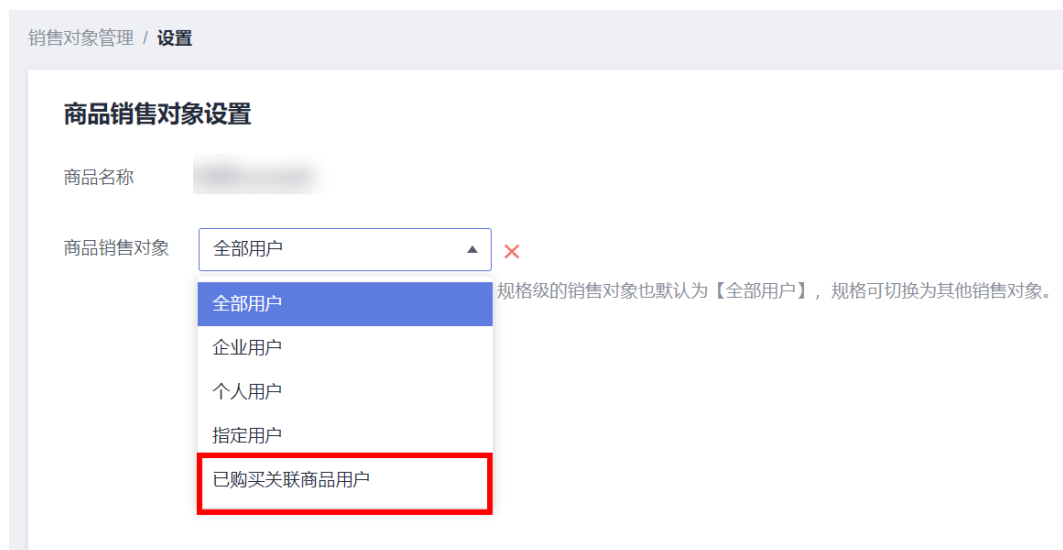 销售对象管理 / 设置
商品销售对象设置
商品名称
商品销售对象 全部用户
规格级的销售对象也默认为【全部用户】，规格可切换为其他销售对象。
全部用户
企业用户
个人用户
指定用户
已购买关联商品用户